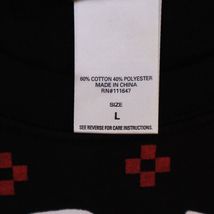 60% COTTON 40% POLYESTER
MADE IN CHINA
RN#111647
SIZE
L
SEE REVERSE FOR CARE INSTRUCTIONS.